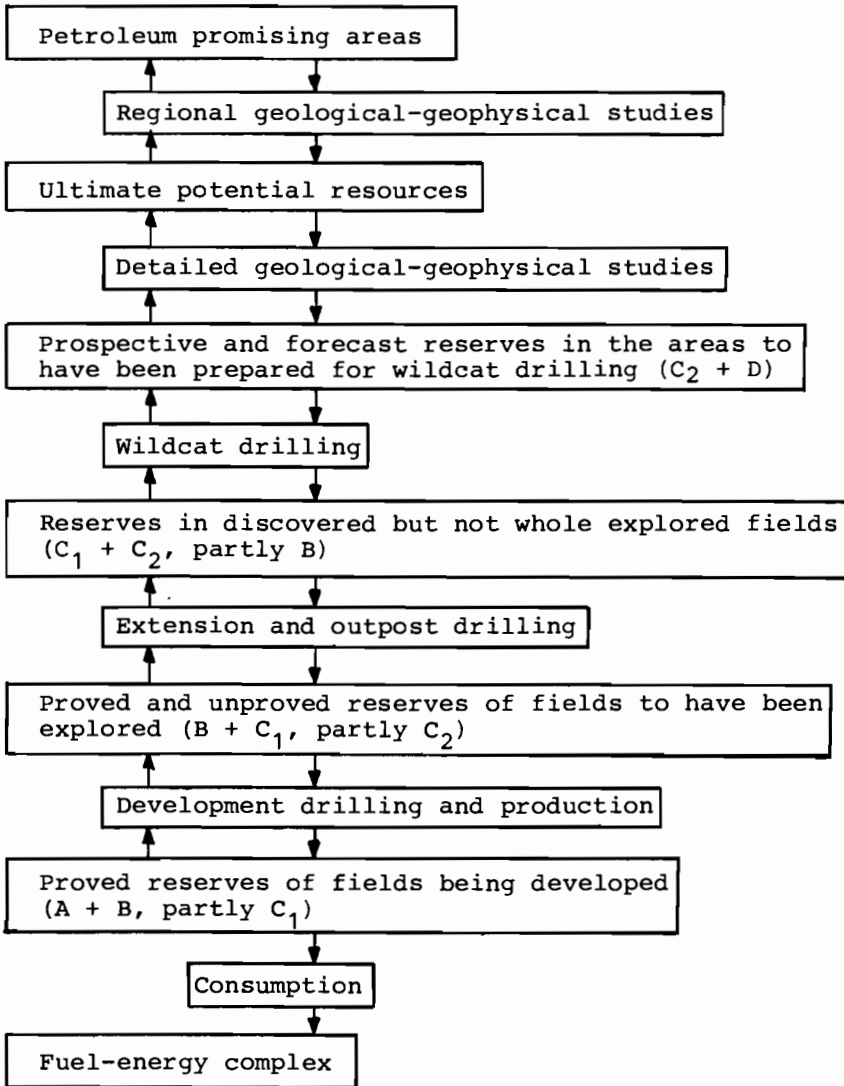 Petroleum promising areas
Regional geological-geophysical studies
Ultimate potential resources
Detailed geological-geophysical studies
Prospective and forecast reserves in the areas to
have been prepared for wildcat drilling (C₂ + D)
Wildcat drilling
Reserves in discovered but not whole explored fields
(C₁ + C₂, partly B)
Extension and outpost drilling
Proved and unproved reserves of fields to have been
explored (B + C₁, partly C₂)
Development drilling and production
Proved reserves of fields being developed
(A + B, partly C₁)
Consumption
Fuel-energy complex